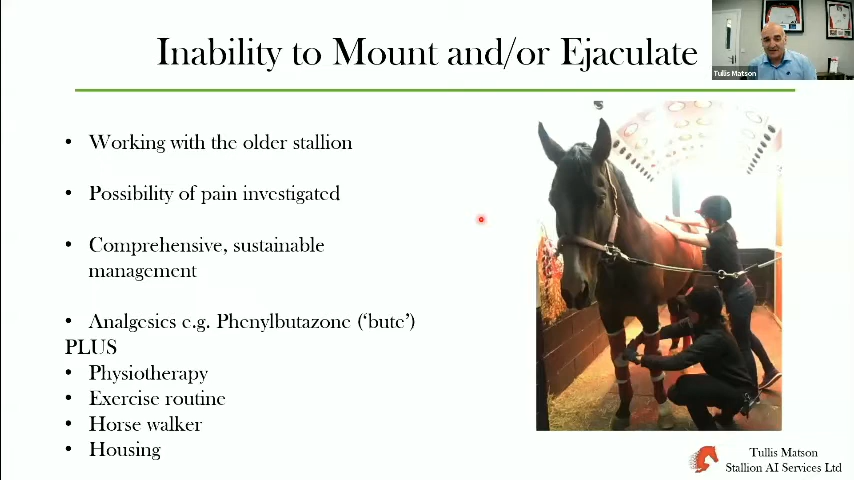 Inability to Mount and/or Ejaculate
Tullis Matson
• Working with the older stallion
• Possibility of pain investigated
• Comprehensive, sustainable
management
• Analgesics e.g. Phenylbutazone (‘bute’)
PLUS
• Physiotherapy
• Exercise routine
• Horse walker
• Housing
Tullis Matson
Stallion AI Services Ltd